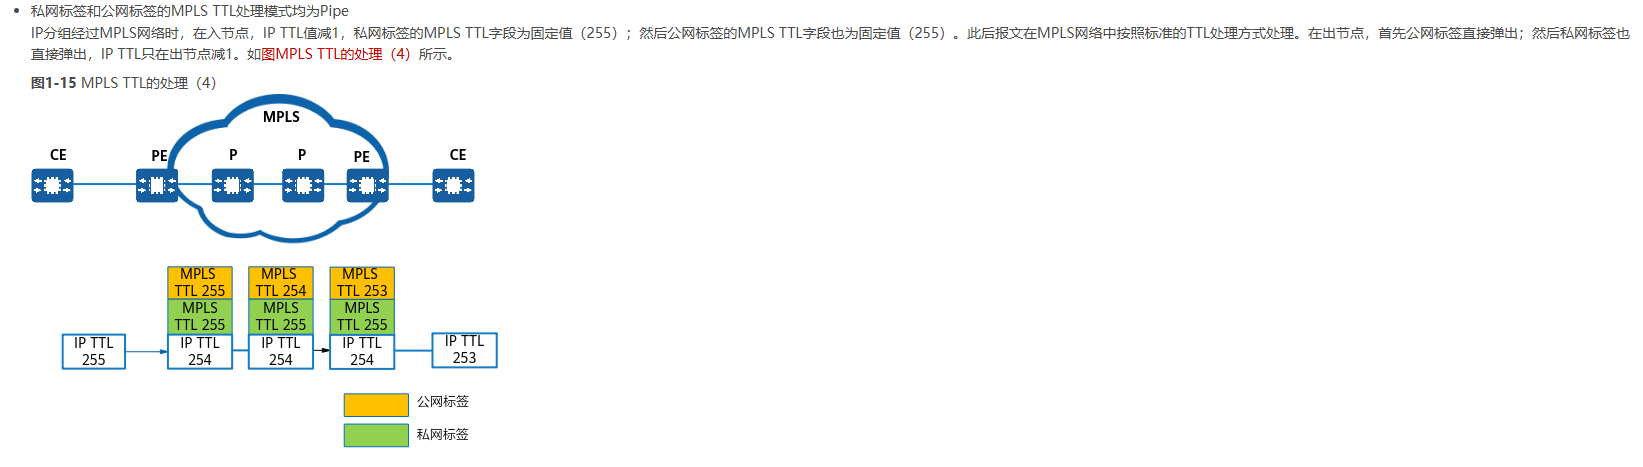 私网标签和公网标签的MPLS TTL处理模式均为Pipe
IP分组经过MPLS网络时，在入节点，IP TTL值减1，私网标签的MPLS TTL字段为固定值（255）；然后公网标签的MPLS TTL字段也为固定值（255）。此后报文在MPLS网络中按照标准的TTL处理方式处理。在出节点，首先公网标签直接弹出；然后私网标签也
直接弹出，IP TTL只在出节点减1。如图MPLS TTL的处理（4）所示。
图1-15 MPLS TTL的处理（4）
MPLS
CE PE P P PE CE
MPLS MPLS MPLS
TTL 255 TTL 254 TTL 253
MPLS MPLS MPLS
TTL 255 TTL 255 TTL 255
IP TTL IP TTL IP TTL IP TTL IP TTL
255 254 254 254 253
公网标签
私网标签